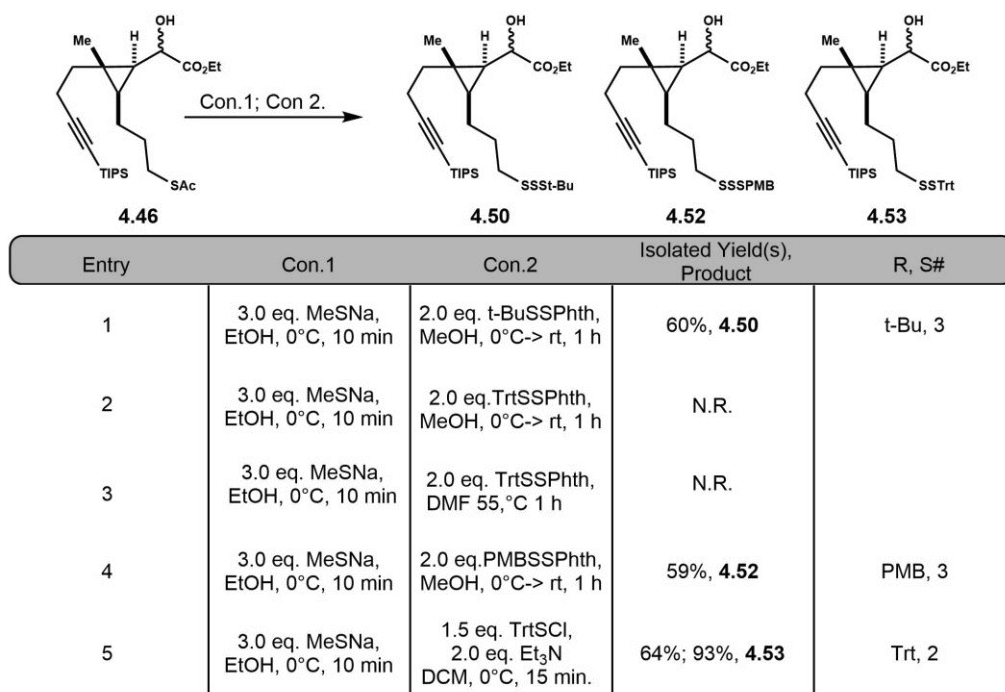 OH
Me
H
CO₂Et
TIPS
SAc
4.46
Con.1; Con 2.
OH
Me
H
CO₂Et
TIPS
SSSt-Bu
4.50
OH
Me
H
CO₂Et
TIPS
SSSPMB
4.52
OH
Me
H
CO₂Et
TIPS
SSTrt
4.53
Entry
Con.1
Con.2
Isolated Yield(s),
Product
R, S#
1
3.0 eq. MeSNa,
EtOH, 0°C, 10 min
2.0 eq. t-BuSSPhth,
MeOH, 0°C-> rt, 1 h
60%, 4.50
t-Bu, 3
2
3.0 eq. MeSNa,
EtOH, 0°C, 10 min
2.0 eq.TrtSSPhth,
MeOH, 0°C-> rt, 1 h
N.R.
3
3.0 eq. MeSNa,
EtOH, 0°C, 10 min
2.0 eq. TrtSSPhth,
DMF 55,°C 1 h
N.R.
4
3.0 eq. MeSNa,
EtOH, 0°C, 10 min
2.0 eq.PMBSSPhth,
MeOH, 0°C-> rt, 1 h
59%, 4.52
PMB, 3
5
3.0 eq. MeSNa,
EtOH, 0°C, 10 min
1.5 eq. TrtSCl,
2.0 eq. Et₃N
DCM, 0°C, 15 min.
64%; 93%, 4.53
Trt, 2